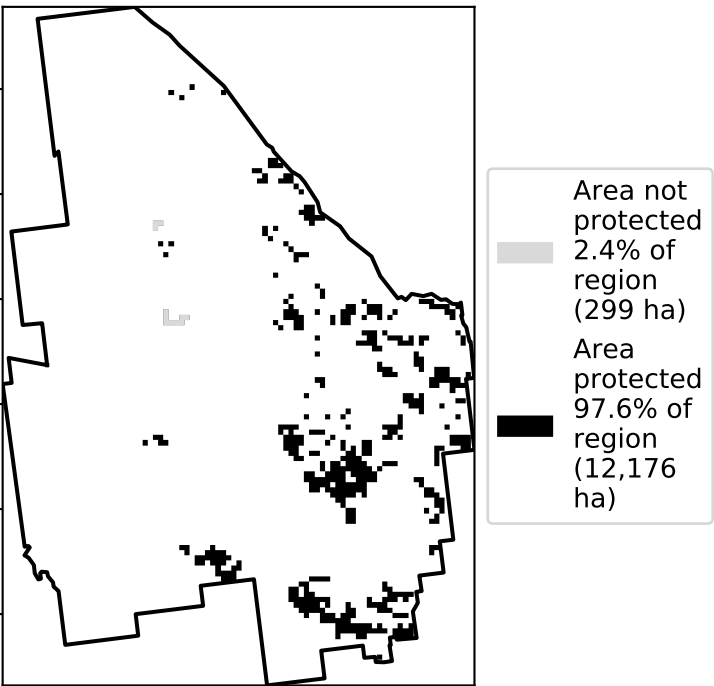 Area not
protected
2.4% of
region
(299 ha)
Area
protected
97.6% of
region
(12,176
ha)